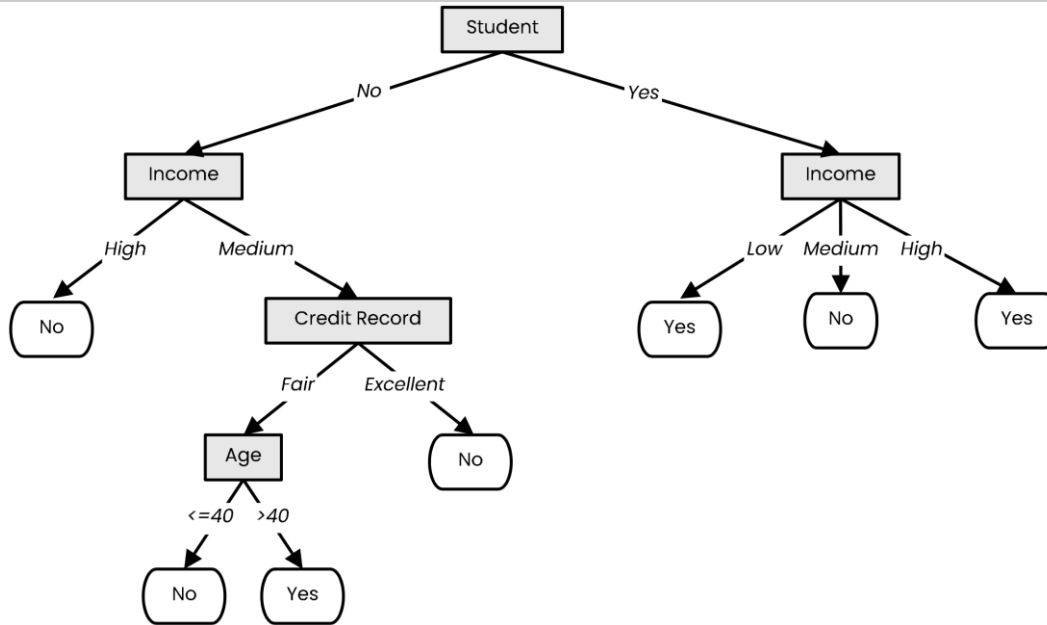 Student
No
Yes
Income
Income
High
Medium
Low
Medium
High
No
Credit Record
Yes
No
Yes
Fair
Excellent
Age
No
<=40
>40
No
Yes